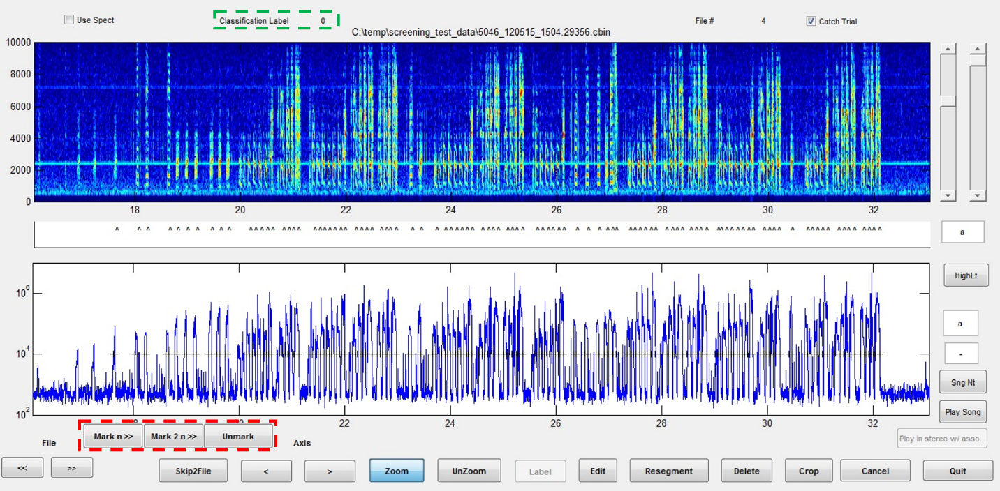 Use Spect
Classification Label 0
File # 4
Catch Trial
C:\temp\screening_test_data\5046_120515_1504.29356.cbin
10000
8000
6000
4000
2000
0
18 20 22 24 26 28 30 32
^ ^ ^ ^ ^ ^ ^ ^ ^ ^ ^ ^ ^ ^ ^ ^ ^ ^ ^ ^ ^ ^ ^ ^ ^ ^ ^ ^ ^ ^ ^ ^ ^ ^ ^ ^ ^ ^ ^ ^
a
HighLt
10^6
a
10^4
-
Sng Nt
10^2
Play Song
22 24 26 28 30 32
Mark n >> Mark 2 n >> Unmark
Play in stereo w/ asso...
File Axis
<< >> Skip2File < > Zoom UnZoom Label Edit Resegment Delete Crop Cancel Quit